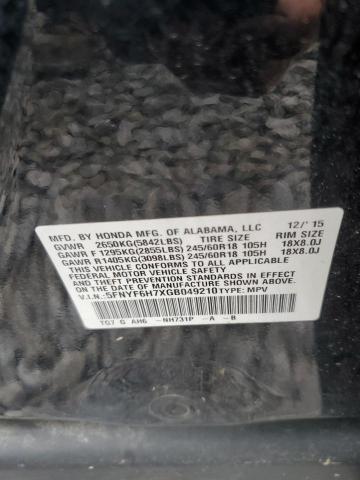 MFD. BY HONDA MFG. OF ALABAMA, LLC 12/'15
GVWR 2650KG(5842LBS) TIRE SIZE RIM SIZE
GAWR F 1295KG(2855LBS) 245/60R18 105H 18X8.0J
GAWR R 1405KG(3098LBS) 245/60R18 105H 18X8.0J
THIS VEHICLE CONFORMS TO ALL APPLICABLE
FEDERAL MOTOR VEHICLE SAFETY, BUMPER,
AND THEFT PREVENTION STANDARDS IN EFFECT
ON THE DATE OF MANUFACTURE SHOWN ABOVE.
V.I.N.: 5FNYF6H7XGB049210 TYPE: MPV
TG7 G AH6 -NH731P -A -B